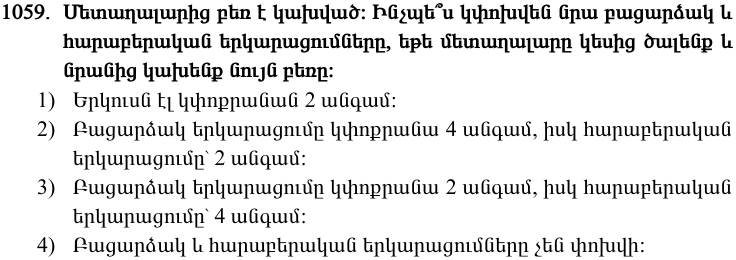 1059. Մետաղալարից բեռ է կախված: Ինչպե՞ս կփոխվեն նրա բացարձակ և
հարաբերական երկարացումները, եթե մետաղալարը կեսից ծալենք և
նրանից կախենք նույն բեռը:
1) Երկուսն էլ կփոքրանան 2 անգամ:
2) Բացարձակ երկարացումը կփոքրանա 4 անգամ, իսկ հարաբերական
երկարացումը՝ 2 անգամ:
3) Բացարձակ երկարացումը կփոքրանա 2 անգամ, իսկ հարաբերական
երկարացումը՝ 4 անգամ:
4) Բացարձակ և հարաբերական երկարացումները չեն փոխվի: